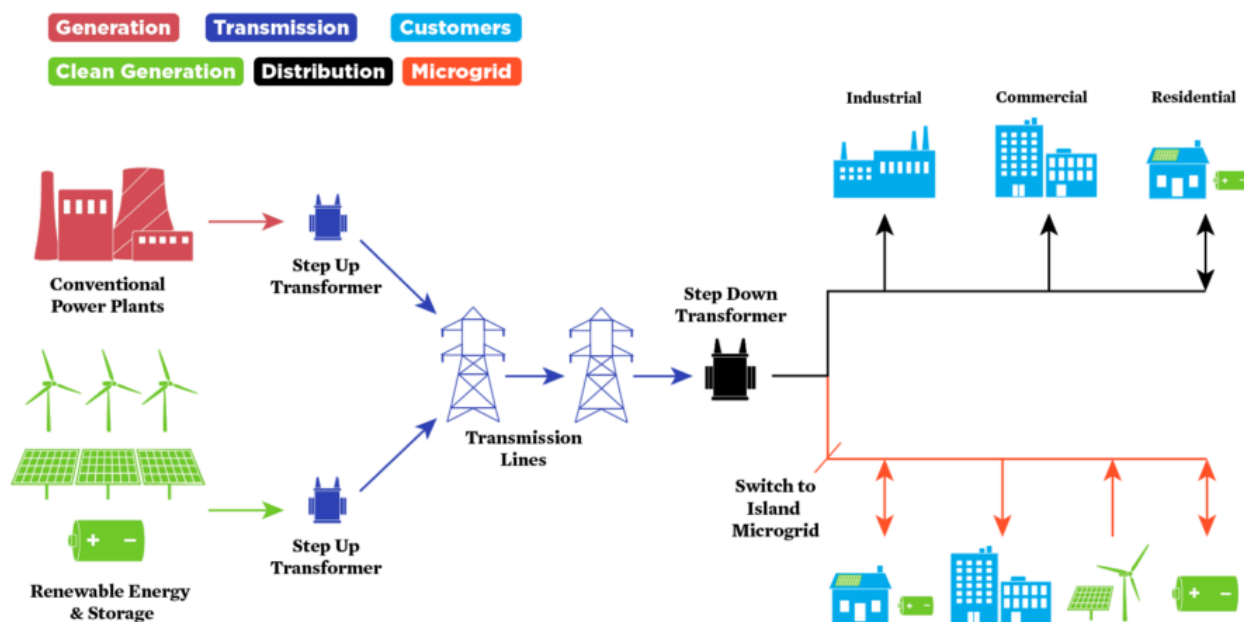 Generation
Transmission
Customers
Clean Generation
Distribution
Microgrid
Industrial
Commercial
Residential
Conventional
Power Plants
Step Up
Transformer
Step Down
Transformer
Transmission
Lines
Switch to
Island
Microgrid
Step Up
Transformer
Renewable Energy
& Storage